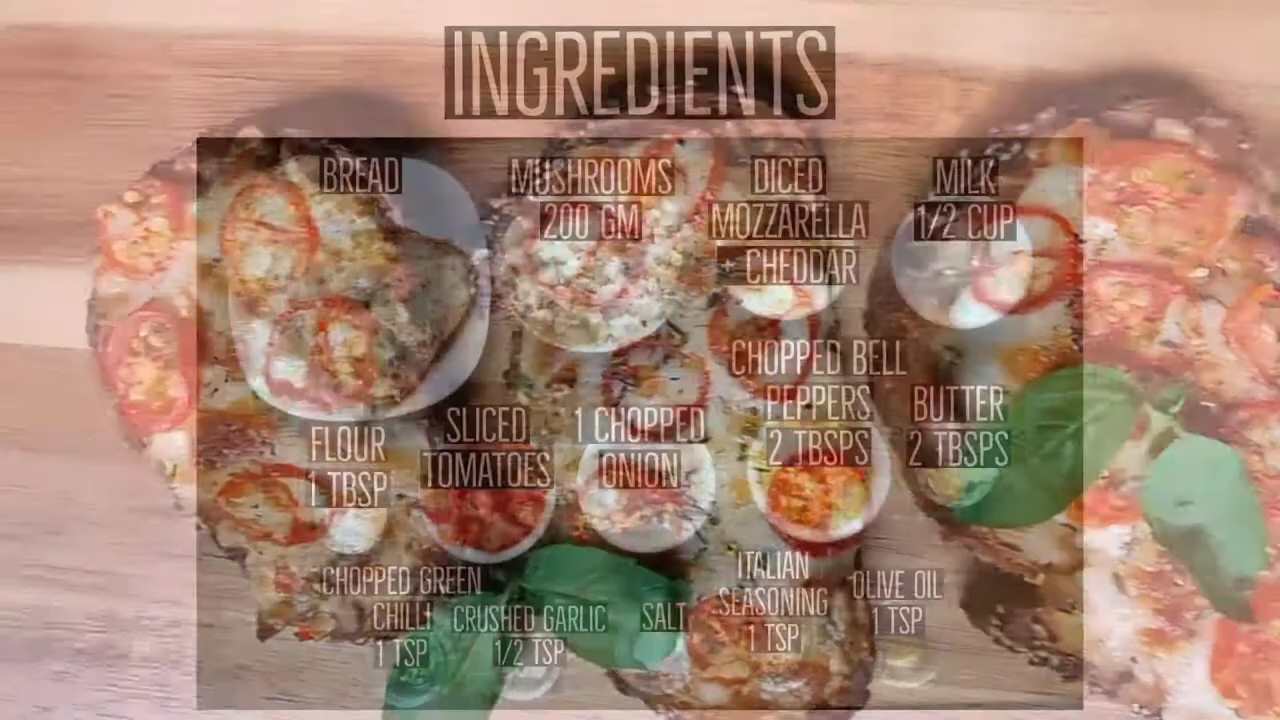 INGREDIENTS
BREAD
MUSHROOMS
200 GM
DICED
MOZZARELLA
+ CHEDDAR
MILK
1/2 CUP
FLOUR
1 TBSP
SLICED
TOMATOES
1 CHOPPED
ONION
CHOPPED BELL
PEPPERS
2 TBSPS
BUTTER
2 TBSPS
CHOPPED GREEN
CHILLI
1 TSP
CRUSHED GARLIC
1/2 TSP
SALT
ITALIAN
SEASONING
1 TSP
OLIVE OIL
1 TSP